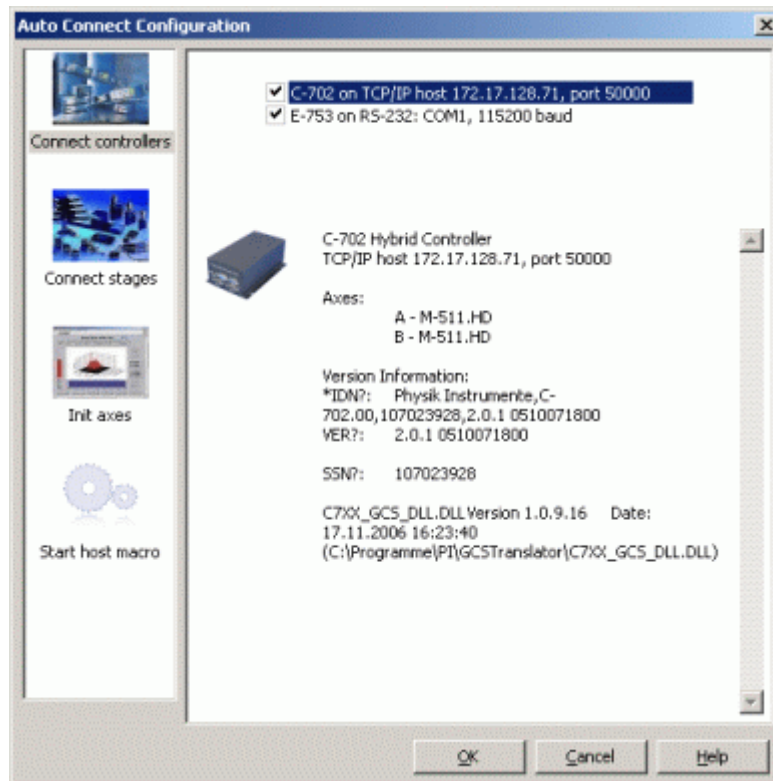 Auto Connect Configuration
Connect controllers
Connect stages
Init axes
Start host macro
C-702 on TCP/IP host 172.17.128.71, port 50000
E-753 on RS-232: COM1, 115200 baud
C-702 Hybrid Controller
TCP/IP host 172.17.128.71, port 50000
Axes:
A - M-511.HD
B - M-511.HD
Version Information:
*IDN?: Physik Instrumente,C-
702.00,107023928,2.0.1 0510071800
VER?: 2.0.1 0510071800
SSN?: 107023928
C7XX_GCS_DLL.DLL Version 1.0.9.16 Date:
17.11.2006 16:23:40
(C:\Programme\PI\GCSTranslator\C7XX_GCS_DLL.DLL)
OK Cancel Help